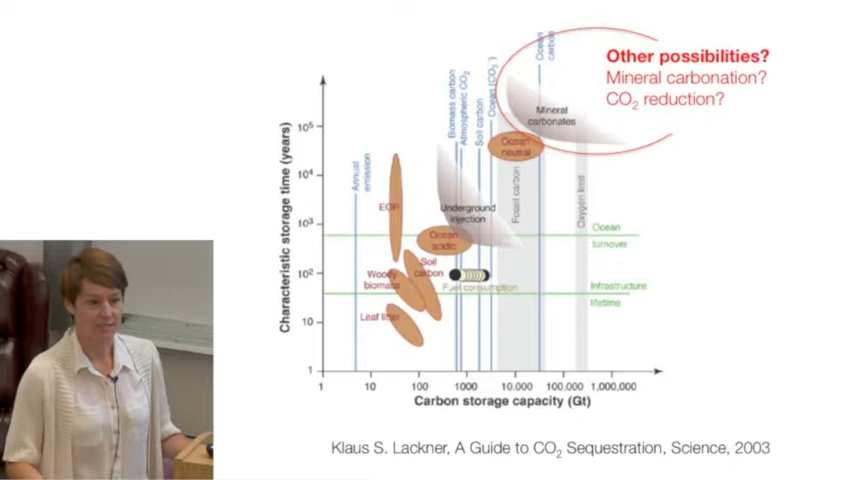 Other possibilities?
Mineral carbonation?
CO2 reduction?
Characteristic storage time (years)
10^5
10^4
10^3
10^2
10
1
Annual
emission
Biomass carbon
Atmospheric CO2
Soil carbon
Ocean (CO3-)
Ocean
carbon
Mineral
carbonates
Ocean
neutral
Fossil carbon
Oxygen limit
EOR
Underground
injection
Ocean
acidic
Ocean
turnover
Soil
carbon
Woody
biomass
Fuel consumption
Infrastructure
lifetime
Leaf litter
1
10
100
1000
10,000
100,000
1,000,000
Carbon storage capacity (Gt)
Klaus S. Lackner, A Guide to CO2 Sequestration, Science, 2003